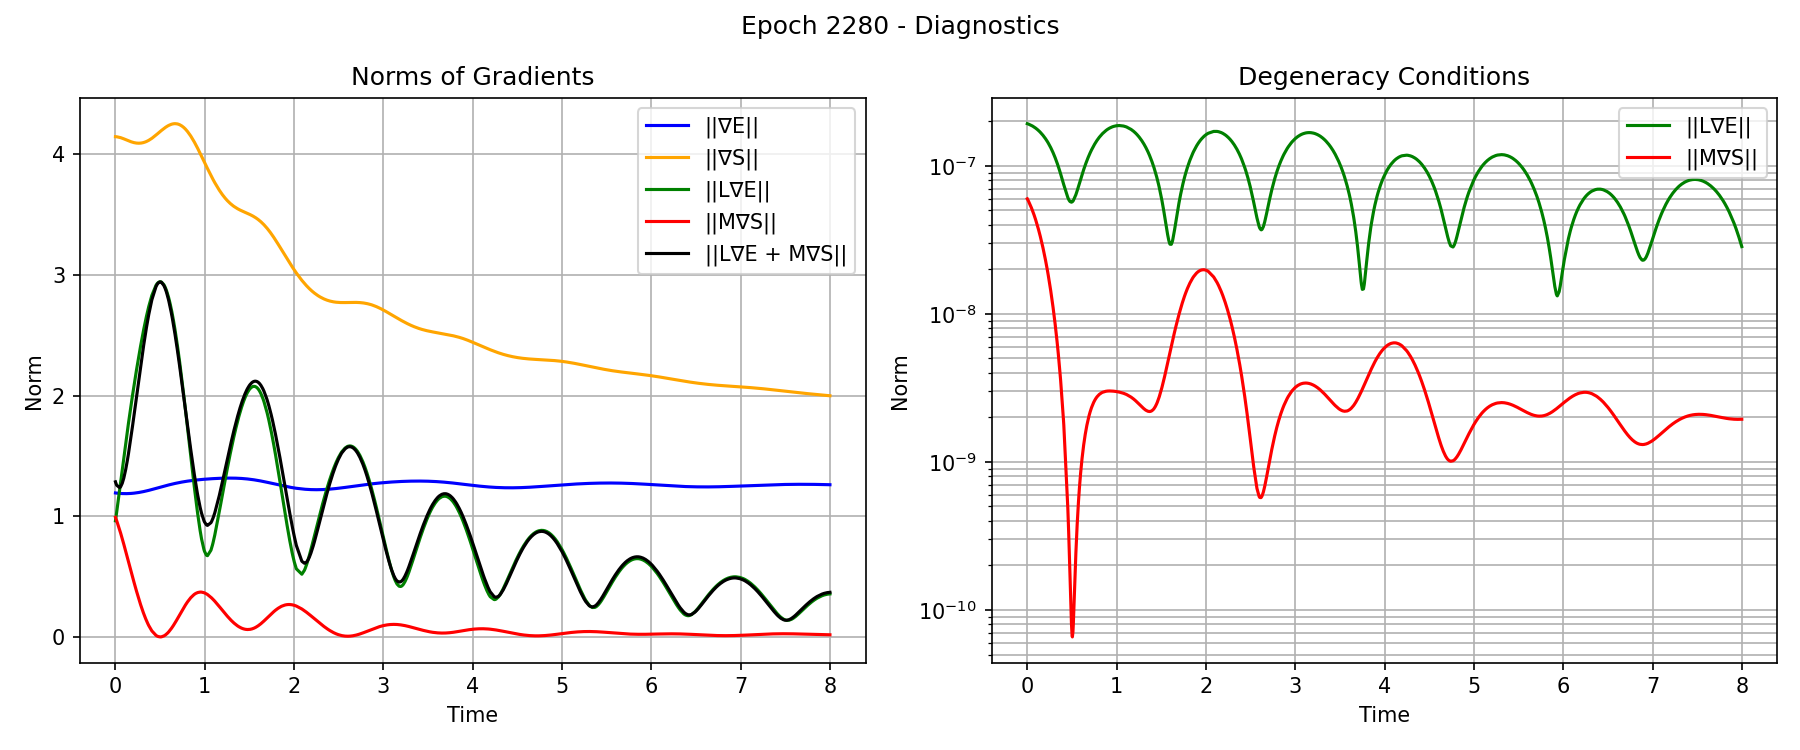 Epoch 2280 - Diagnostics
Norms of Gradients
||∇E||
||∇S||
||L∇E||
||M∇S||
||L∇E + M∇S||
4
3
2
1
0
Norm
0 1 2 3 4 5 6 7 8
Time
Degeneracy Conditions
||L∇E||
||M∇S||
10⁻⁷
10⁻⁸
10⁻⁹
10⁻¹⁰
Norm
0 1 2 3 4 5 6 7 8
Time